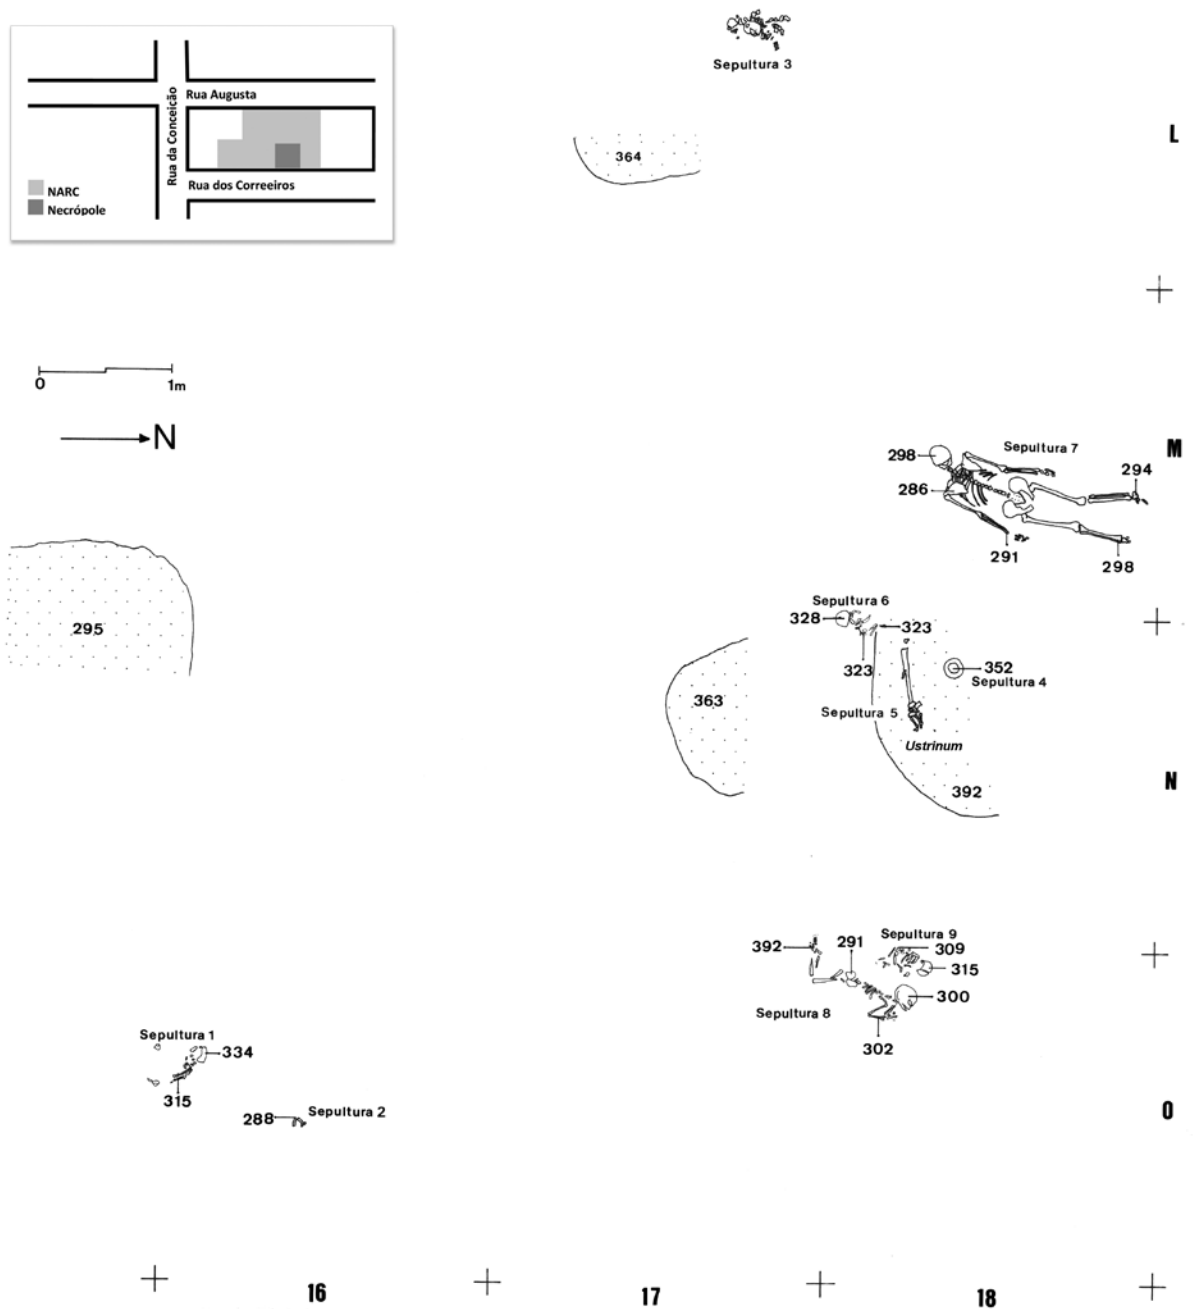 Rua Augusta
Rua da Conceição
Rua dos Correeiros
NARC
Necrópole
Sepultura 3
L
364
0 1m
N
M
Sepultura 7
298
294
286
291
298
295
Sepultura 6
328
323
323
352
Sepultura 4
363
Sepultura 5
Ustrinum
N
392
Sepultura 9
392
291
309
315
300
Sepultura 8
302
Sepultura 1
334
315
288
Sepultura 2
O
16
17
18